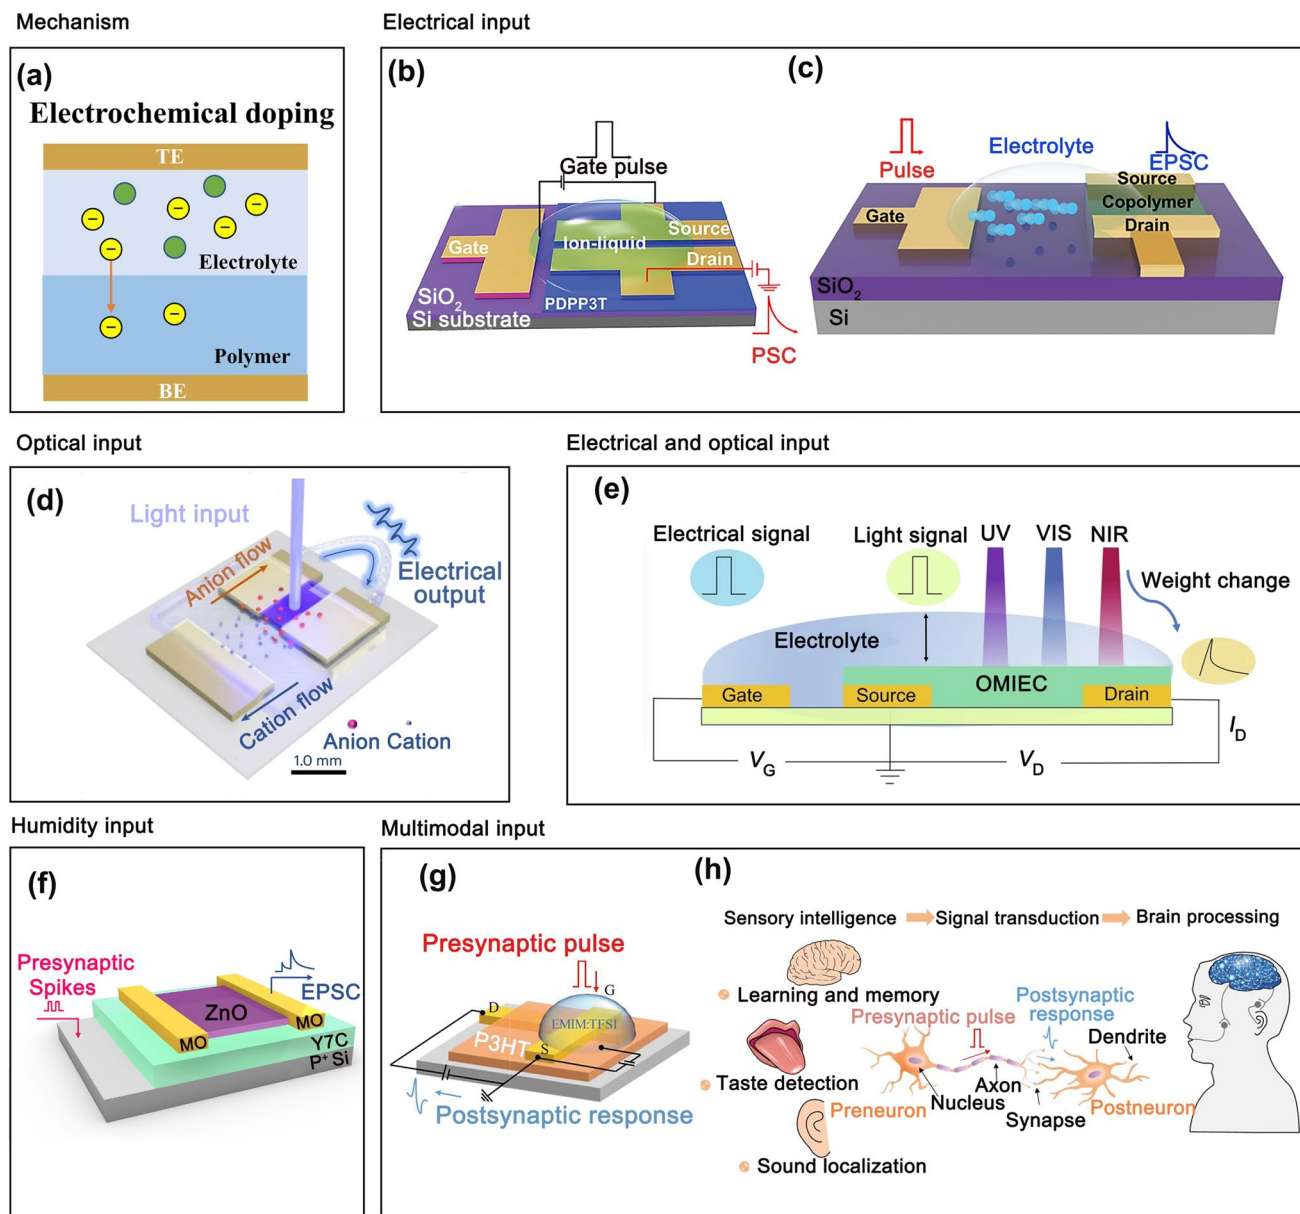 Mechanism
Electrical input
(a)
Electrochemical doping
TE
Electrolyte
Polymer
BE
(b)
Gate pulse
Gate
Ion-liquid
Source
Drain
SiO2
PDPP3T
Si substrate
PSC
(c)
Pulse
Electrolyte
EPSC
Source
Copolymer
Gate
Drain
SiO2
Si
Optical input
Electrical and optical input
(d)
Light input
Anion flow
Electrical
output
Cation flow
Anion Cation
1.0 mm
(e)
Electrical signal
Light signal
UV
VIS
NIR
Weight change
Electrolyte
OMIEC
Gate
Source
Drain
ID
VG
VD
Humidity input
Multimodal input
(f)
Presynaptic
Spikes
EPSC
ZnO
MO
MO
Y7C
P+ Si
(g)
Presynaptic pulse
G
D
EMIM:TFSI
P3HT
S
Postsynaptic response
(h)
Sensory intelligence
Signal transduction
Brain processing
Learning and memory
Presynaptic pulse
Postsynaptic
response
Dendrite
Taste detection
Axon
Preneuron
Nucleus
Synapse
Postneuron
Sound localization